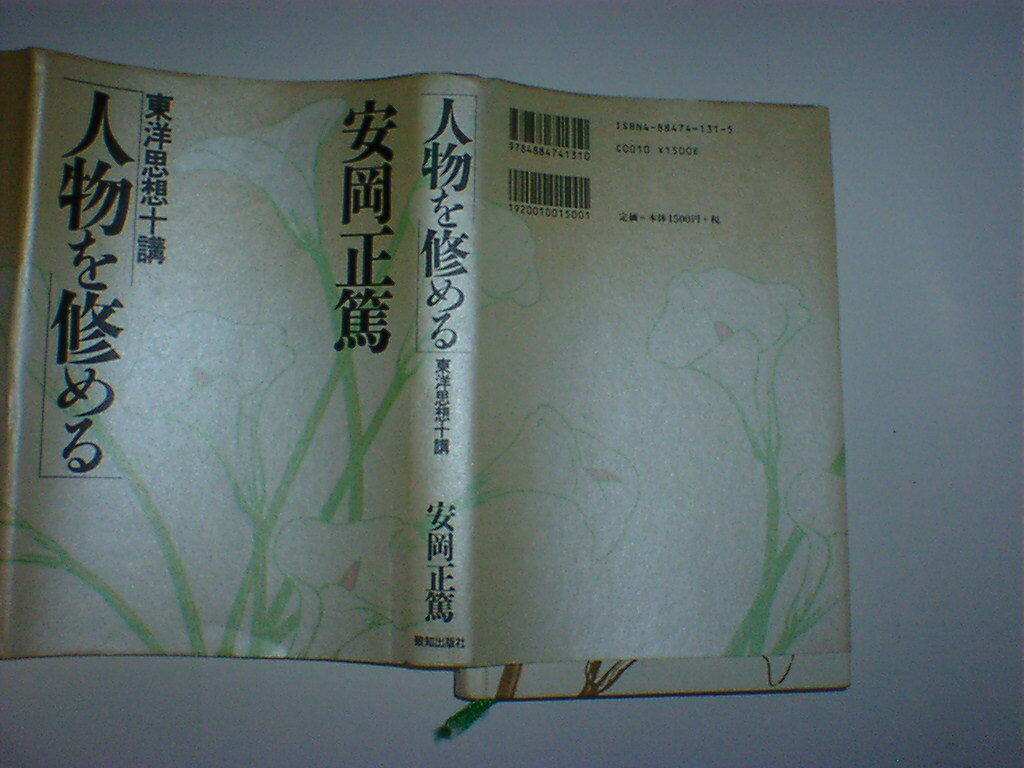 東洋思想十講
人物を修める
安岡正篤
人物を修める
東洋思想十講
安岡正篤
致知出版社
9784884741310
1920010015001
ISBN4-88474-131-5
C0010 ¥1500E
定価=本体1500円+税